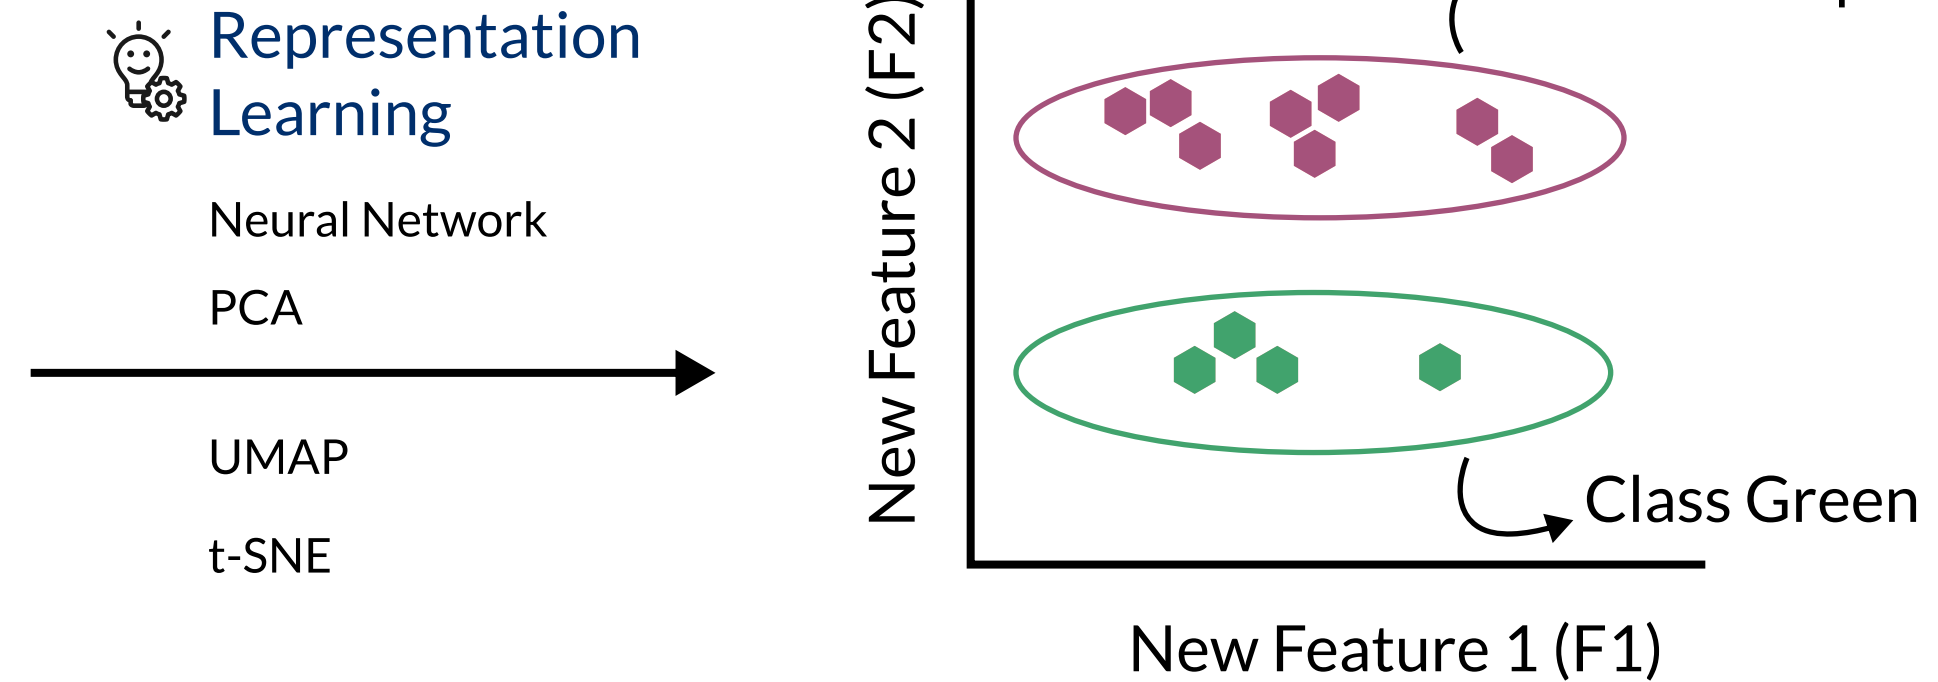 Representation
Learning
Neural Network
PCA
UMAP
t-SNE
New Feature 2 (F2)
Class Green
New Feature 1 (F1)